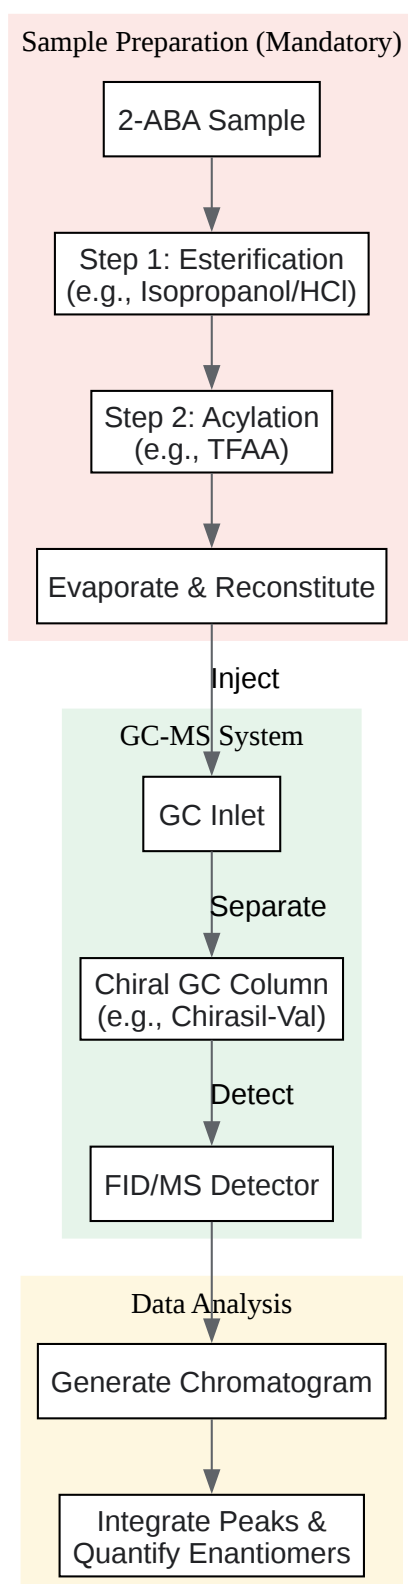 Sample Preparation (Mandatory)
2-ABA Sample
Step 1: Esterification
(e.g., Isopropanol/HCl)
Step 2: Acylation
(e.g., TFAA)
Evaporate & Reconstitute
Inject
GC-MS System
GC Inlet
Separate
Chiral GC Column
(e.g., Chirasil-Val)
Detect
FID/MS Detector
Data Analysis
Generate Chromatogram
Integrate Peaks &
Quantify Enantiomers